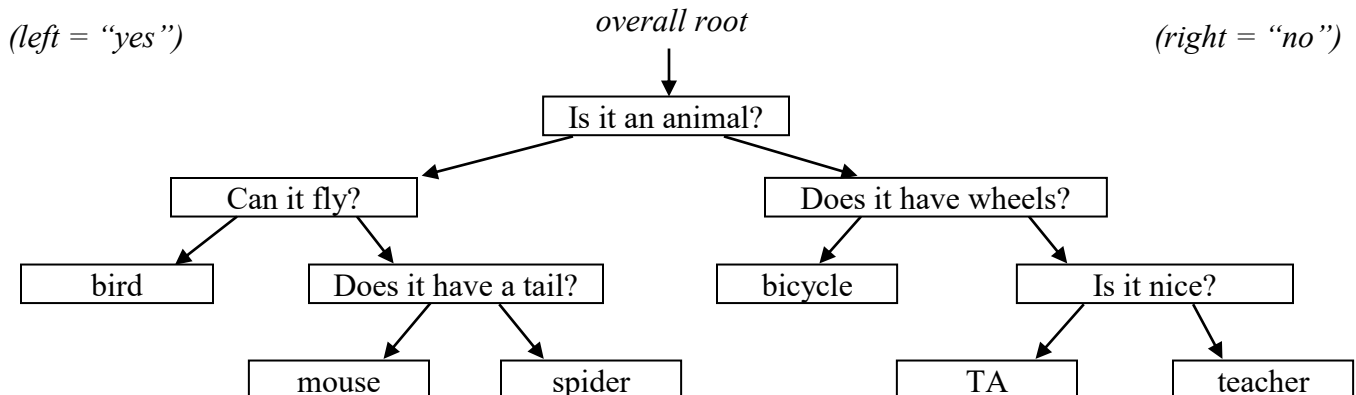 overall root
(left = “yes”)
(right = “no”)
Is it an animal?
Can it fly?
Does it have wheels?
bird
Does it have a tail?
bicycle
Is it nice?
mouse
spider
TA
teacher